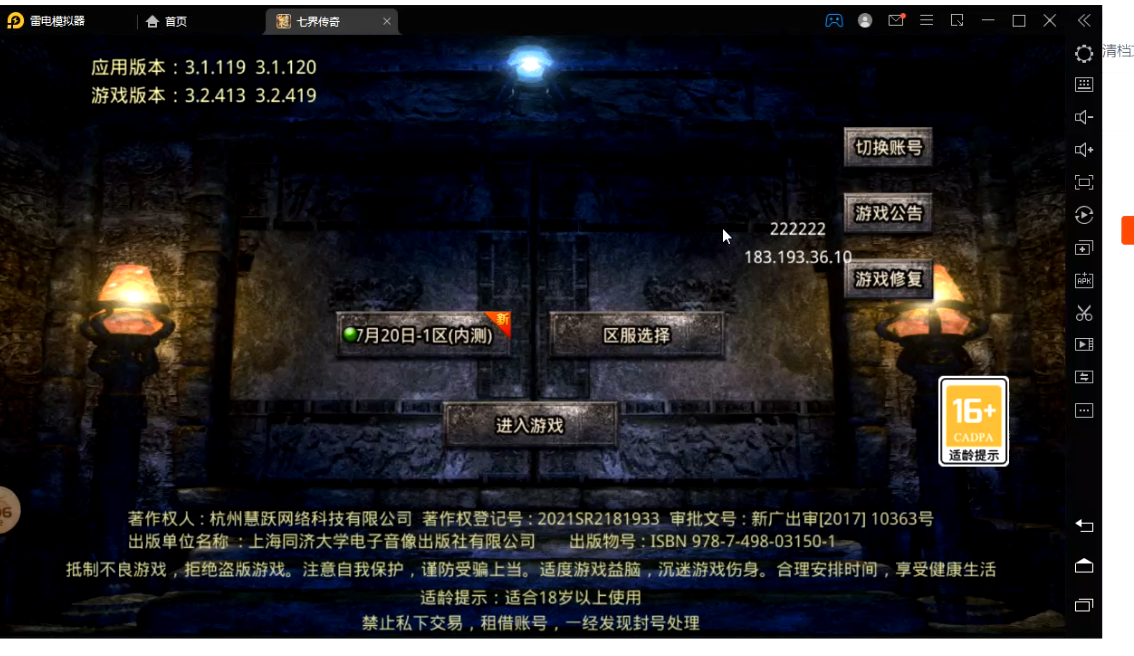 雷电模拟器
首页
七界传奇
清档
应用版本：3.1.119 3.1.120
游戏版本：3.2.413 3.2.419
切换账号
游戏公告
222222
183.193.36.10
游戏修复
新
7月20日-1区(内测)
区服选择
进入游戏
16+
CADPA
适龄提示
著作权人：杭州慧跃网络科技有限公司 著作权登记号：2021SR2181933 审批文号：新广出审[2017] 10363号
出版单位名称：上海同济大学电子音像出版社有限公司 出版物号：ISBN 978-7-498-03150-1
抵制不良游戏，拒绝盗版游戏。注意自我保护，谨防受骗上当。适度游戏益脑，沉迷游戏伤身。合理安排时间，享受健康生活
适龄提示：适合18岁以上使用
禁止私下交易，租借账号，一经发现封号处理